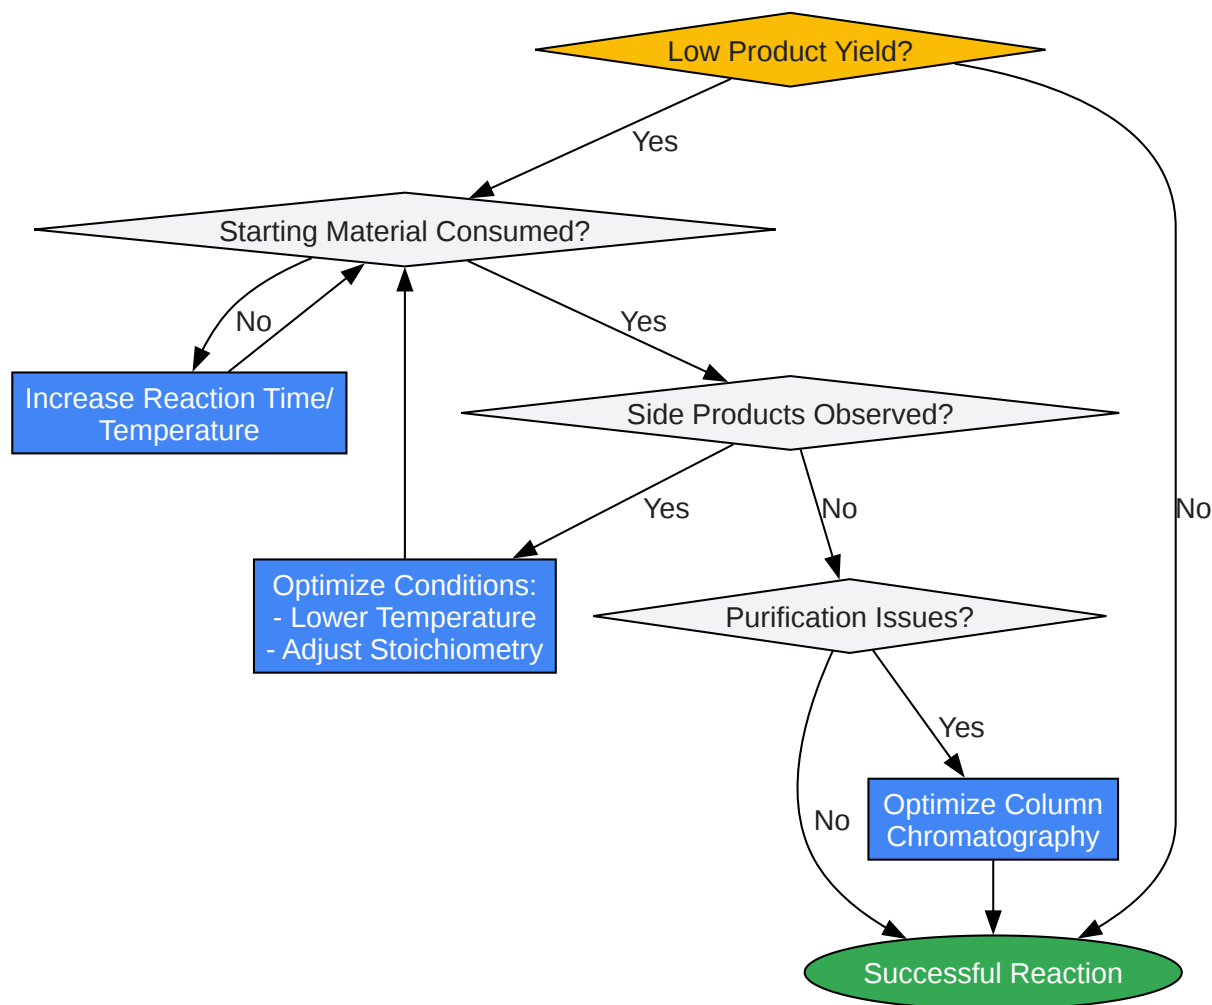 Low Product Yield?
Yes
Starting Material Consumed?
No
Yes
Increase Reaction Time/
Temperature
Side Products Observed?
Yes
No
No
Optimize Conditions:
- Lower Temperature
- Adjust Stoichiometry
Purification Issues?
Yes
No
Optimize Column
Chromatography
Successful Reaction